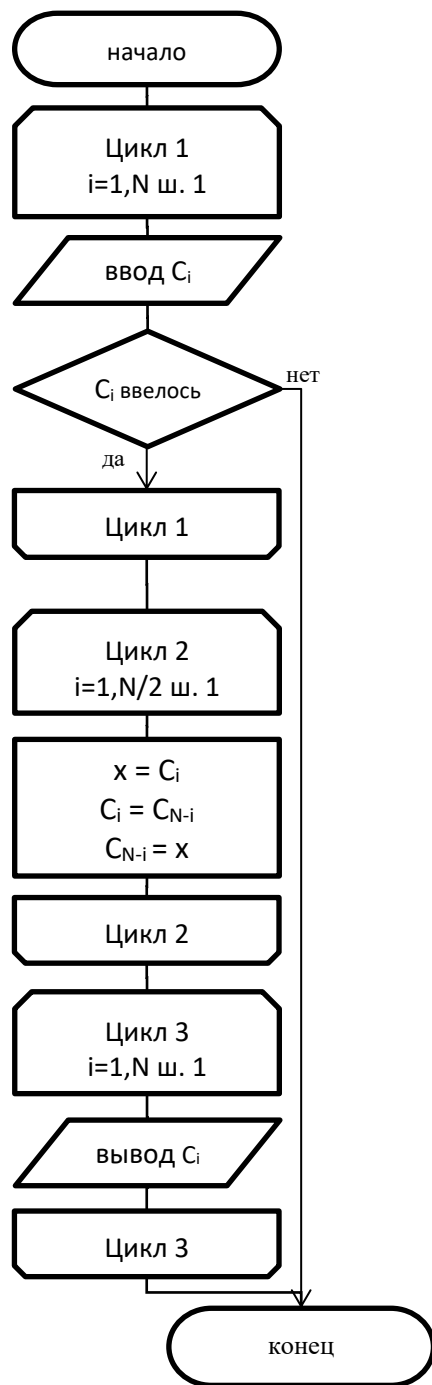 начало
Цикл 1
i=1,N ш. 1
ввод Ci
Ci ввелось
нет
да
Цикл 1
Цикл 2
i=1,N/2 ш. 1
x = Ci
Ci = CN-i
CN-i = x
Цикл 2
Цикл 3
i=1,N ш. 1
вывод Ci
Цикл 3
конец